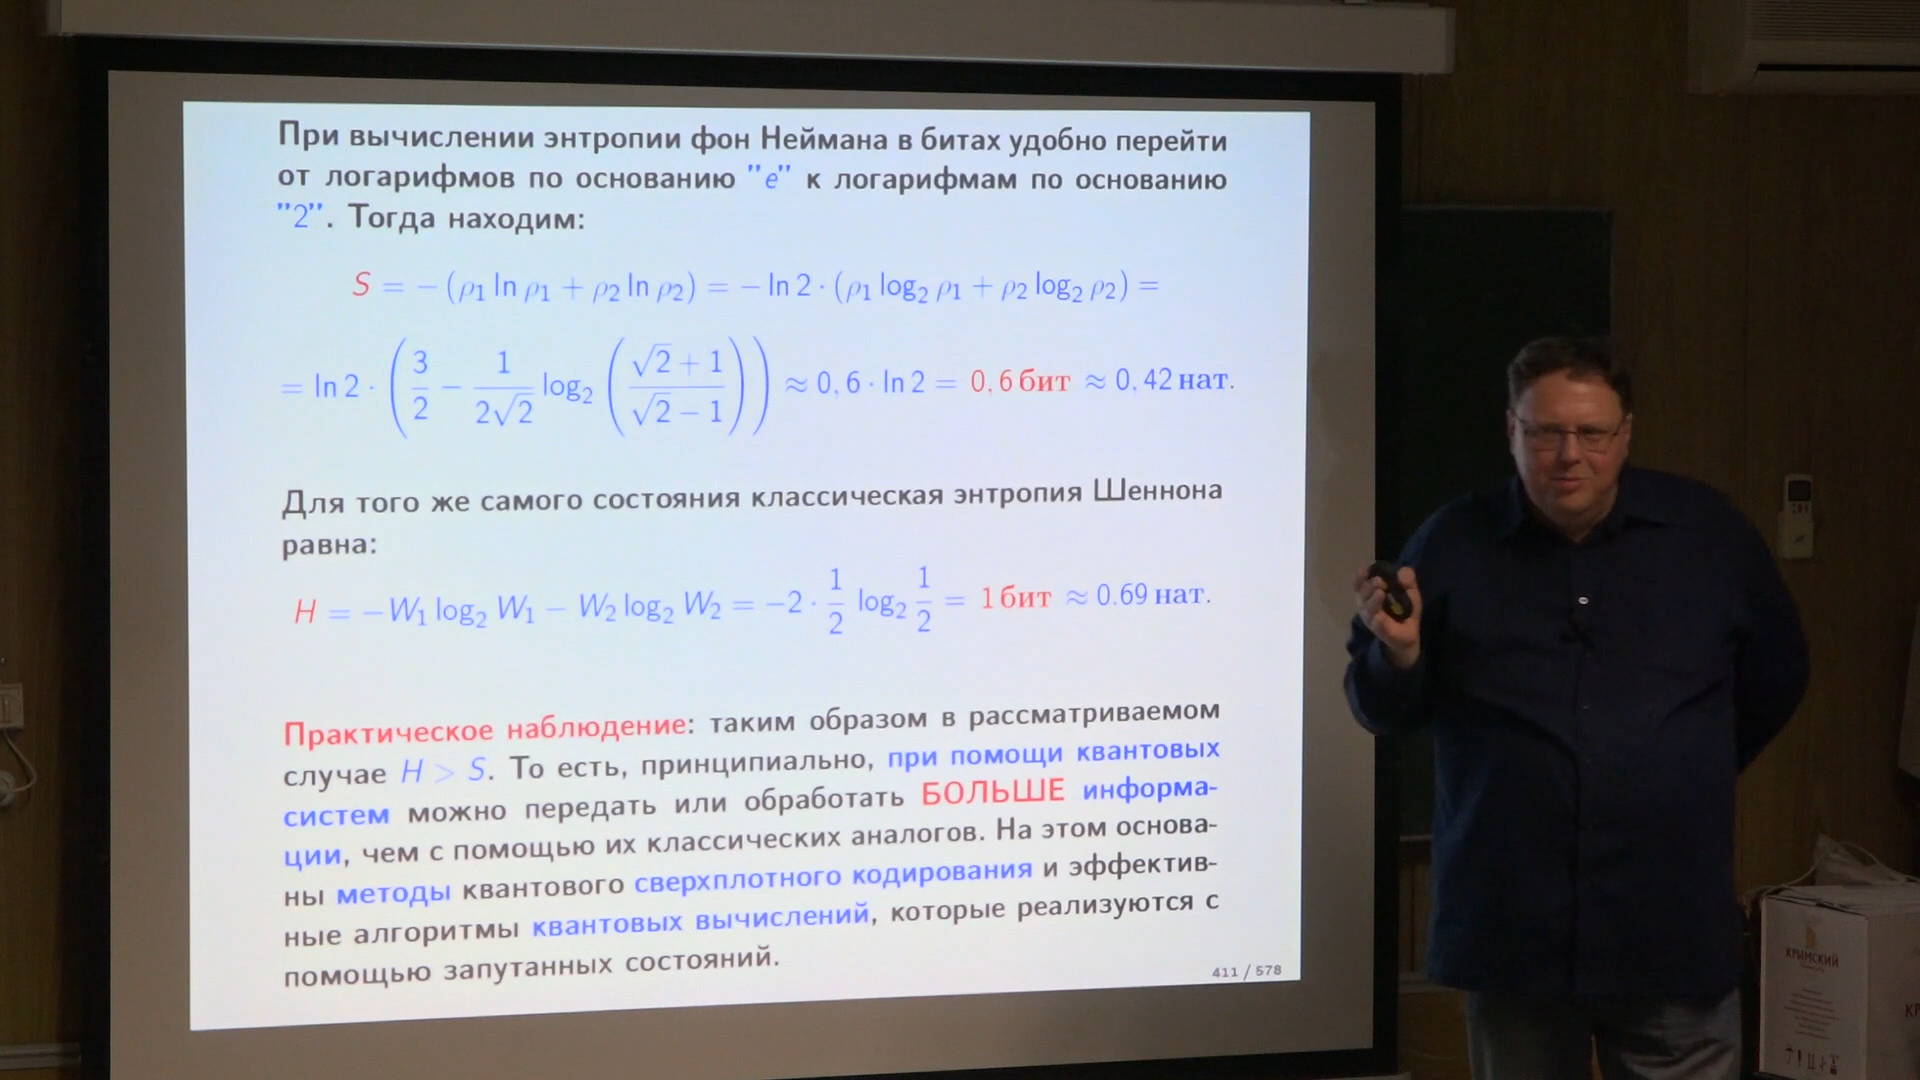 При вычислении энтропии фон Неймана в битах удобно перейти
от логарифмов по основанию "e" к логарифмам по основанию
"2". Тогда находим:
S = − (ρ₁ ln ρ₁ + ρ₂ ln ρ₂) = − ln 2 · (ρ₁ log₂ ρ₁ + ρ₂ log₂ ρ₂) =
= ln 2 · (3/2 − 1/(2√2) log₂ ((√2 + 1)/(√2 − 1))) ≈ 0,6 · ln 2 = 0,6 бит ≈ 0,42 нат.
Для того же самого состояния классическая энтропия Шеннона
равна:
H = −W₁ log₂ W₁ − W₂ log₂ W₂ = −2 · 1/2 log₂ 1/2 = 1 бит ≈ 0.69 нат.
Практическое наблюдение: таким образом в рассматриваемом
случае H > S. То есть, принципиально, при помощи квантовых
систем можно передать или обработать БОЛЬШЕ информа-
ции, чем с помощью их классических аналогов. На этом основа-
ны методы квантового сверхплотного кодирования и эффектив-
ные алгоритмы квантовых вычислений, которые реализуются с
помощью запутанных состояний.
411 / 578
КРЫМСКИЙ